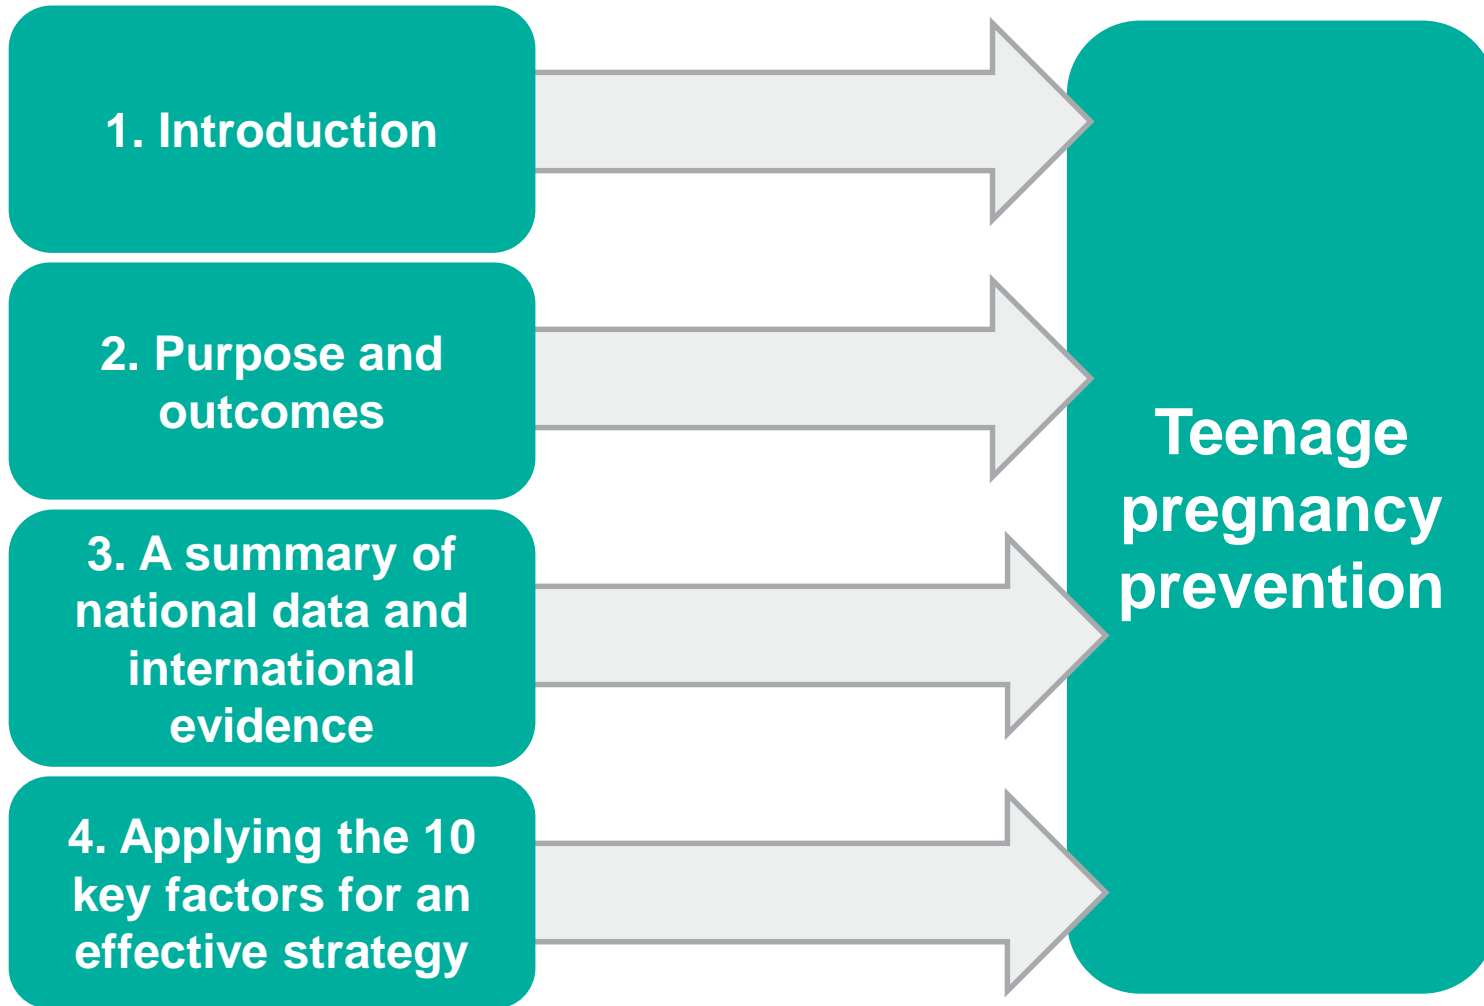 1. Introduction
2. Purpose and
outcomes
3. A summary of
national data and
international
evidence
4. Applying the 10
key factors for an
effective strategy
Teenage
pregnancy
prevention